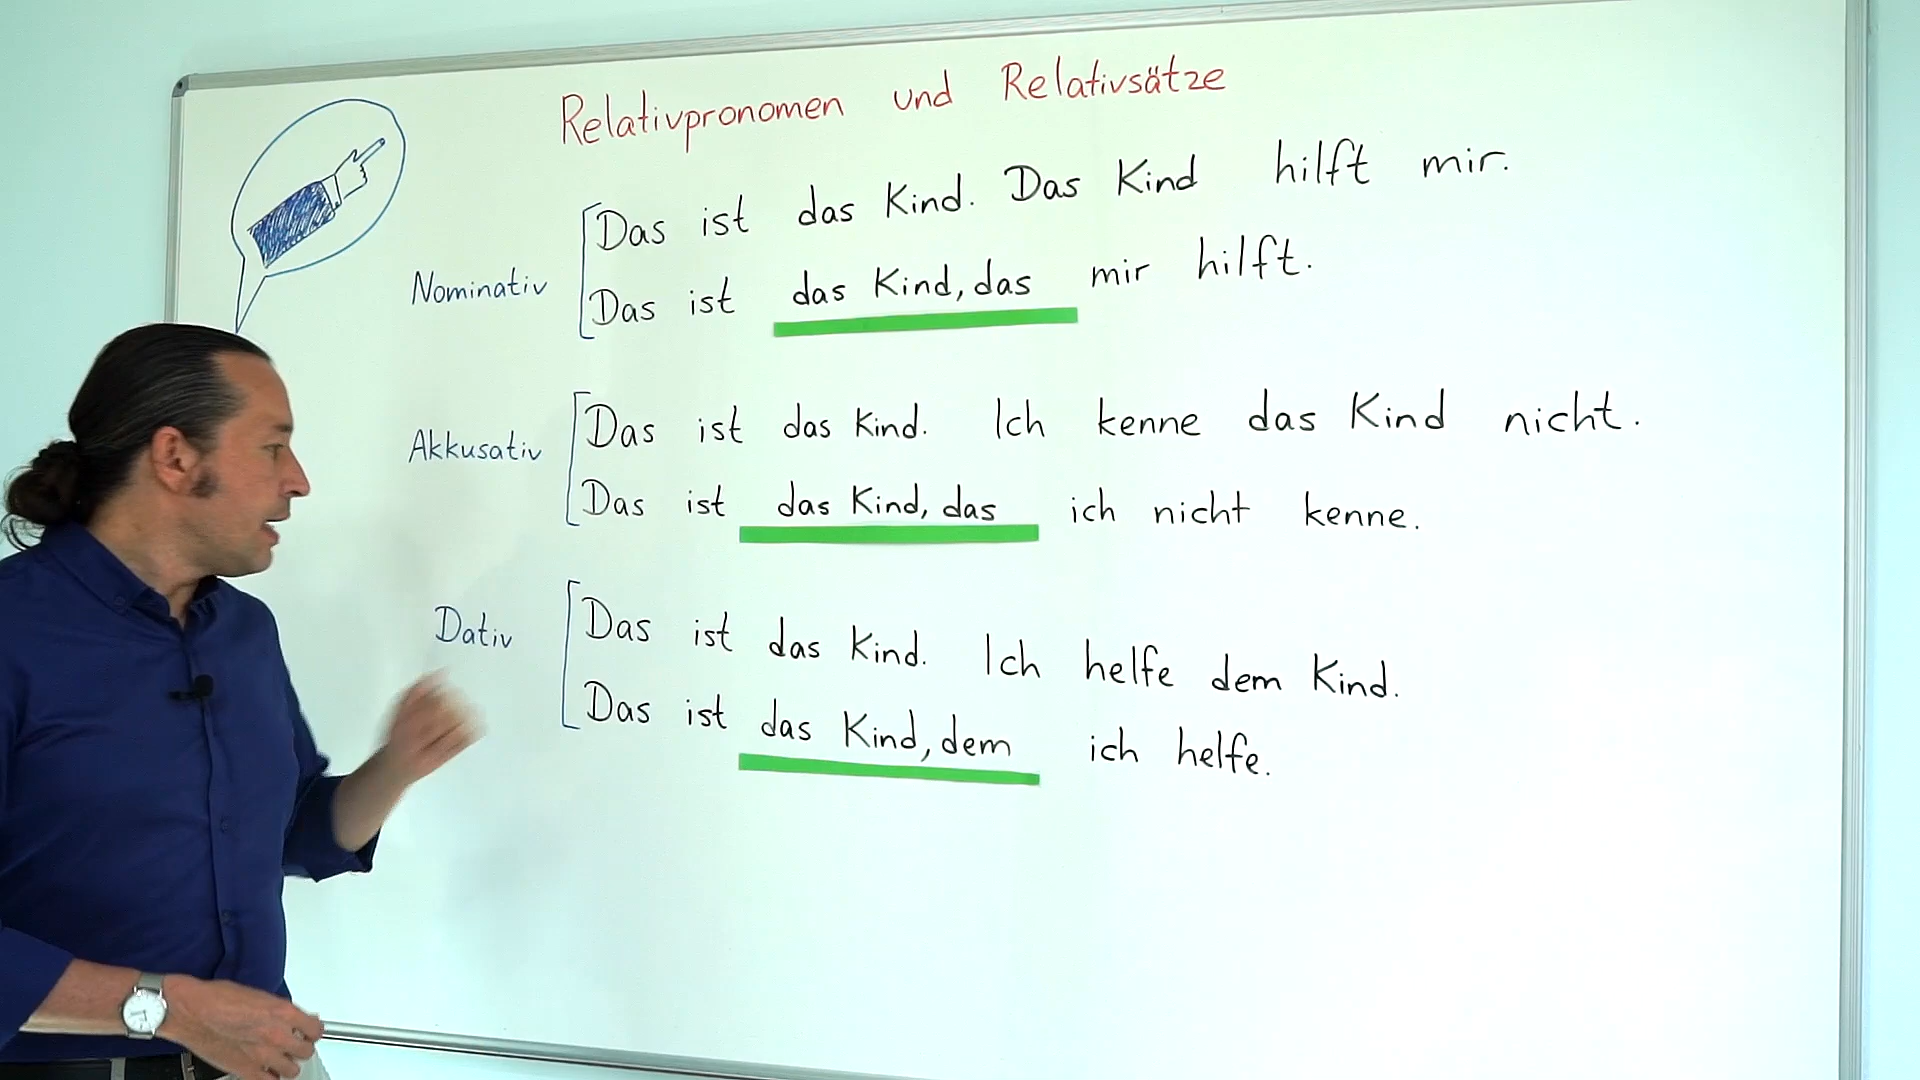 Relativpronomen und Relativsätze
Das ist das Kind. Das Kind hilft mir.
Nominativ
Das ist das Kind, das mir hilft.
Das ist das Kind. Ich kenne das Kind nicht.
Akkusativ
Das ist das Kind, das ich nicht kenne.
Das ist das Kind. Ich helfe dem Kind.
Dativ
Das ist das Kind, dem ich helfe.